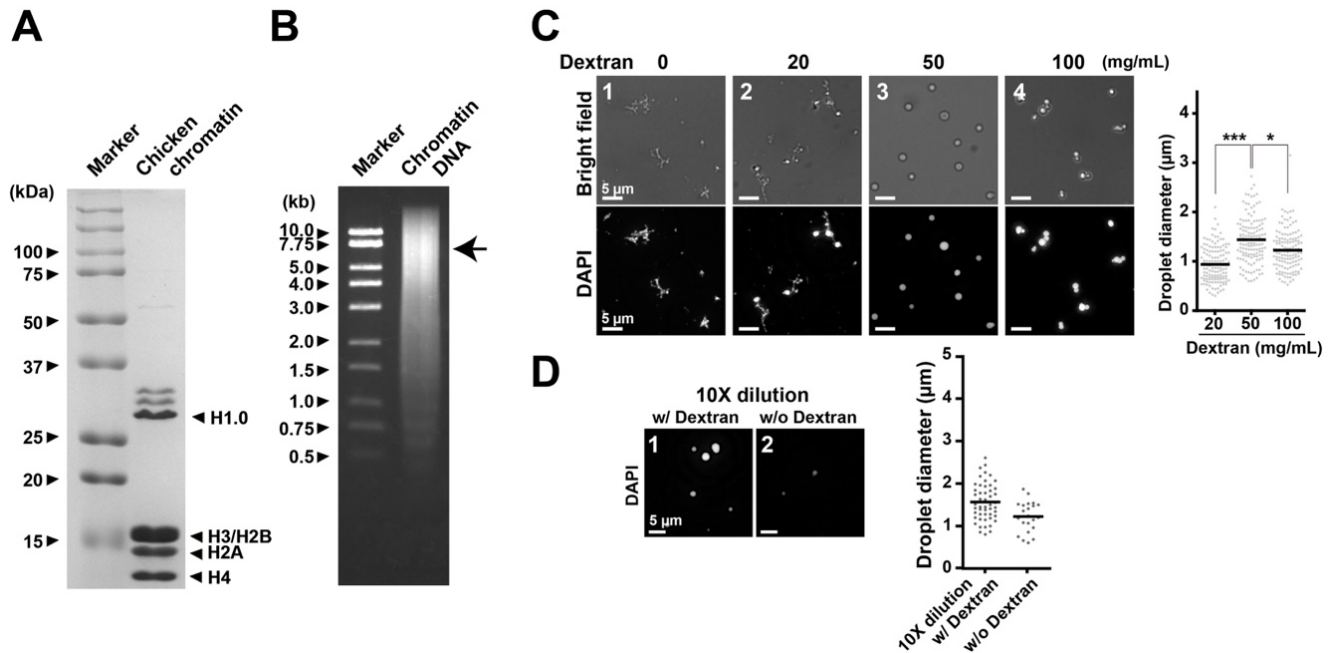 A
Marker
Chicken
chromatin
(kDa)
100
75
50
37
25
20
15
H1.0
H3/H2B
H2A
H4
B
Marker
Chromatin
DNA
(kb)
10.0
7.75
5.0
4.0
3.0
2.0
1.5
1.0
0.75
0.5
C
Dextran 0 20 50 100 (mg/mL)
Bright field
1 2 3 4
5 µm
DAPI
5 µm
Droplet diameter (µm)
4
3
2
1
0
*** *
20 50 100
Dextran (mg/mL)
D
10X dilution
w/ Dextran w/o Dextran
DAPI
1 2
5 µm
Droplet diameter (µm)
5
4
3
2
1
0
10X dilution
w/ Dextran
w/o Dextran